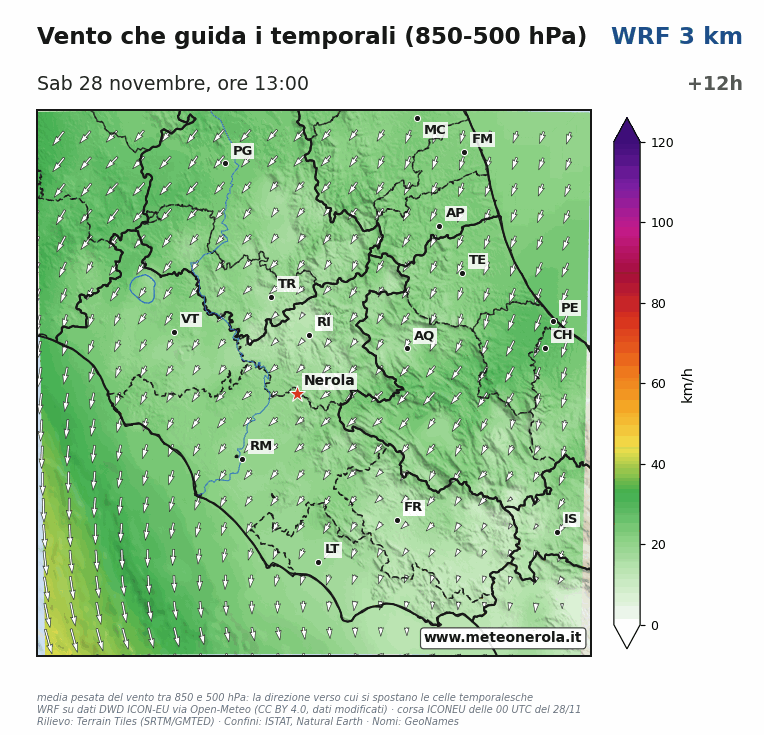 Vento che guida i temporali (850-500 hPa) WRF 3 km
Sab 28 novembre, ore 13:00 +12h
MC
FM
PG
AP
TE
TR
PE
VT
RI
AQ
CH
Nerola
RM
FR
IS
LT
www.meteonerola.it
120
100
80
60
40
20
0
km/h
media pesata del vento tra 850 e 500 hPa: la direzione verso cui si spostano le celle temporalesche
WRF su dati DWD ICON-EU via Open-Meteo (CC BY 4.0, dati modificati) · corsa ICONEU delle 00 UTC del 28/11
Rilievo: Terrain Tiles (SRTM/GMTED) · Confini: ISTAT, Natural Earth · Nomi: GeoNames